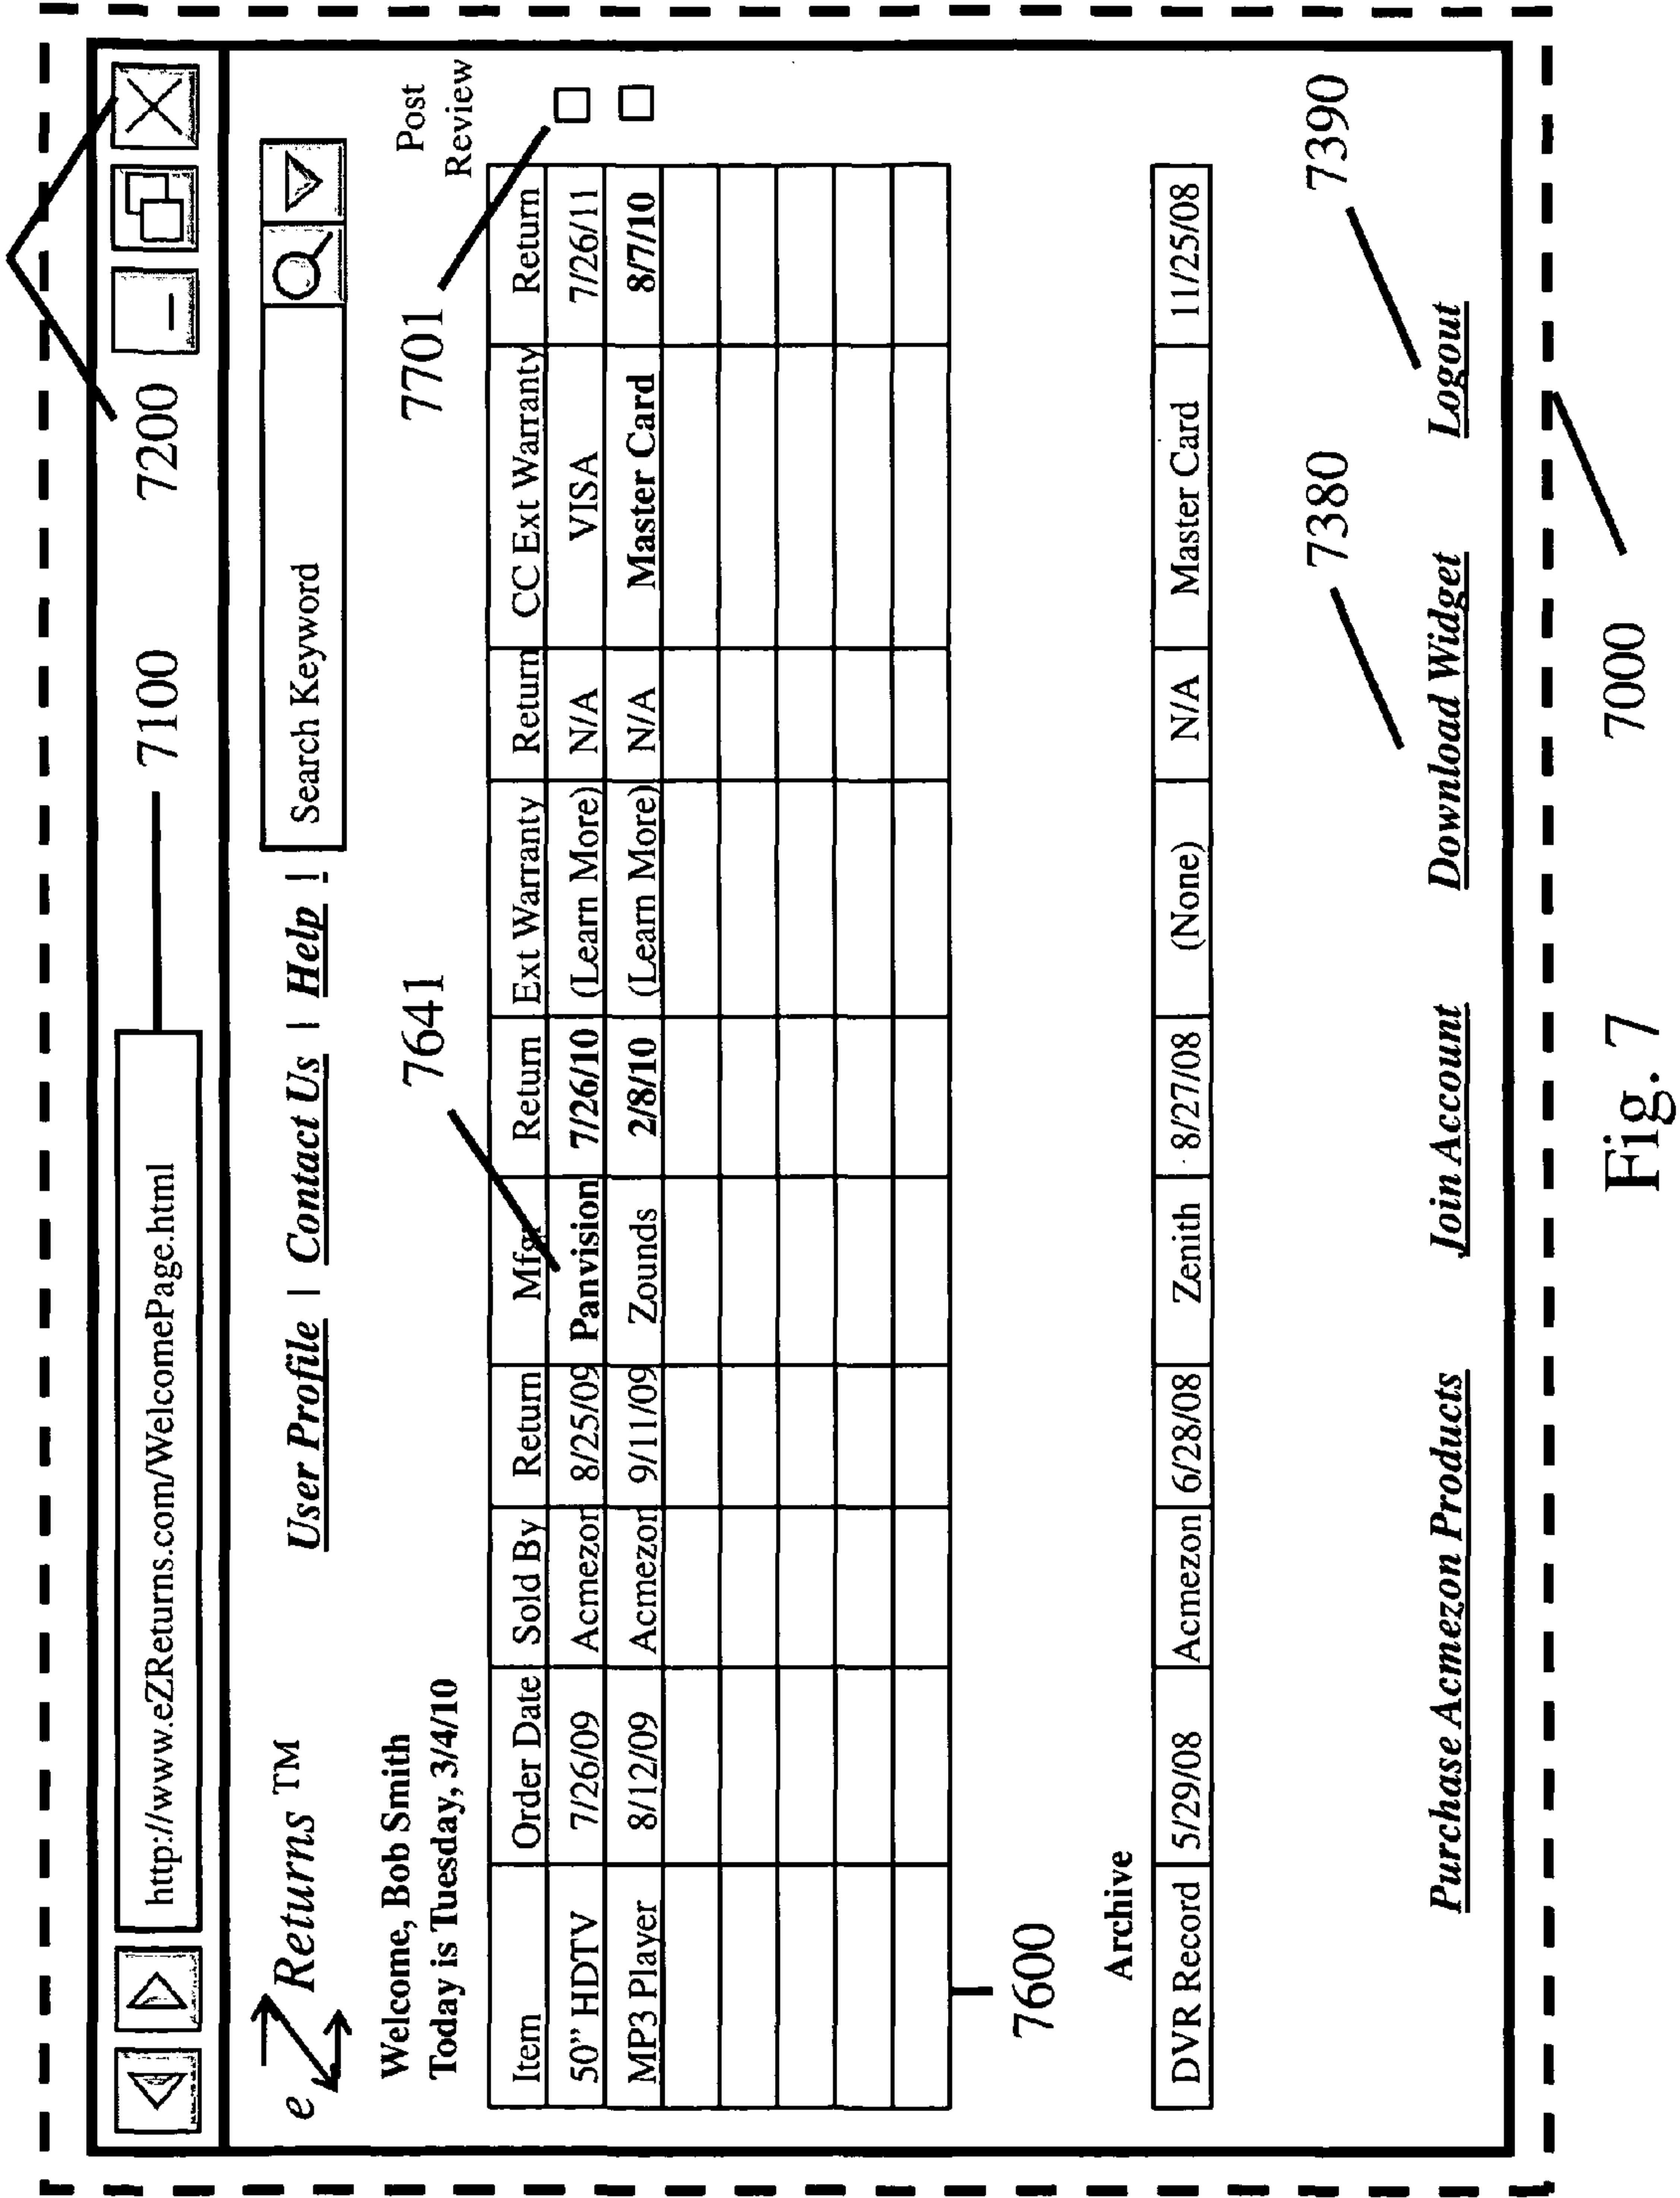 7200
http://www.eZReturns.com/WelcomePage.html 7100
e Z Returns™
User Profile | Contact Us | Help | Search Keyword
Welcome, Bob Smith
Today is Tuesday, 3/4/10
7641 7701 Post Review
Item Order Date Sold By Return Mfgr Return Ext Warranty Return CC Ext Warranty Return
50” HDTV 7/26/09 Acmezon 8/25/09 Panvision 7/26/10 (Learn More) N/A VISA 7/26/11
MP3 Player 8/12/09 Acmezon 9/11/09 Zounds 2/8/10 (Learn More) N/A Master Card 8/7/10
7600
Archive
DVR Record 5/29/08 Acmezon 6/28/08 Zenith 8/27/08 (None) N/A Master Card 11/25/08
7380 7390
Purchase Acmezon Products Join Account Download Widget Logout
7000
Fig. 7